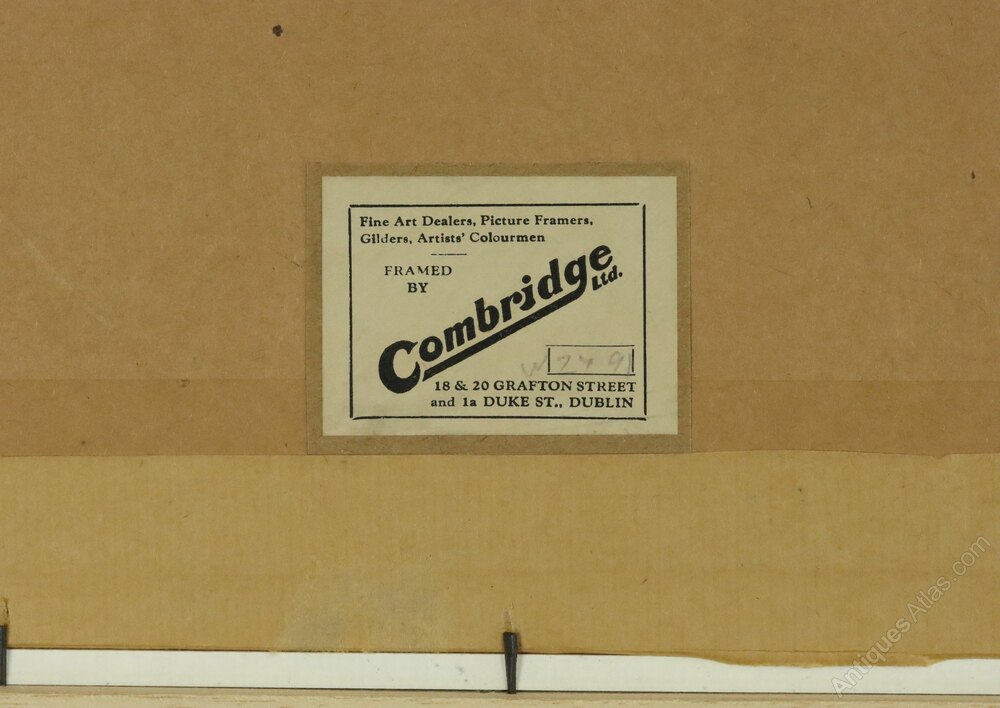 Fine Art Dealers, Picture Framers,
Gilders, Artists' Colourmen
FRAMED
BY
Combridge
Ltd.
18 & 20 GRAFTON STREET
and 1a DUKE ST., DUBLIN
AntiquesAtlas.com